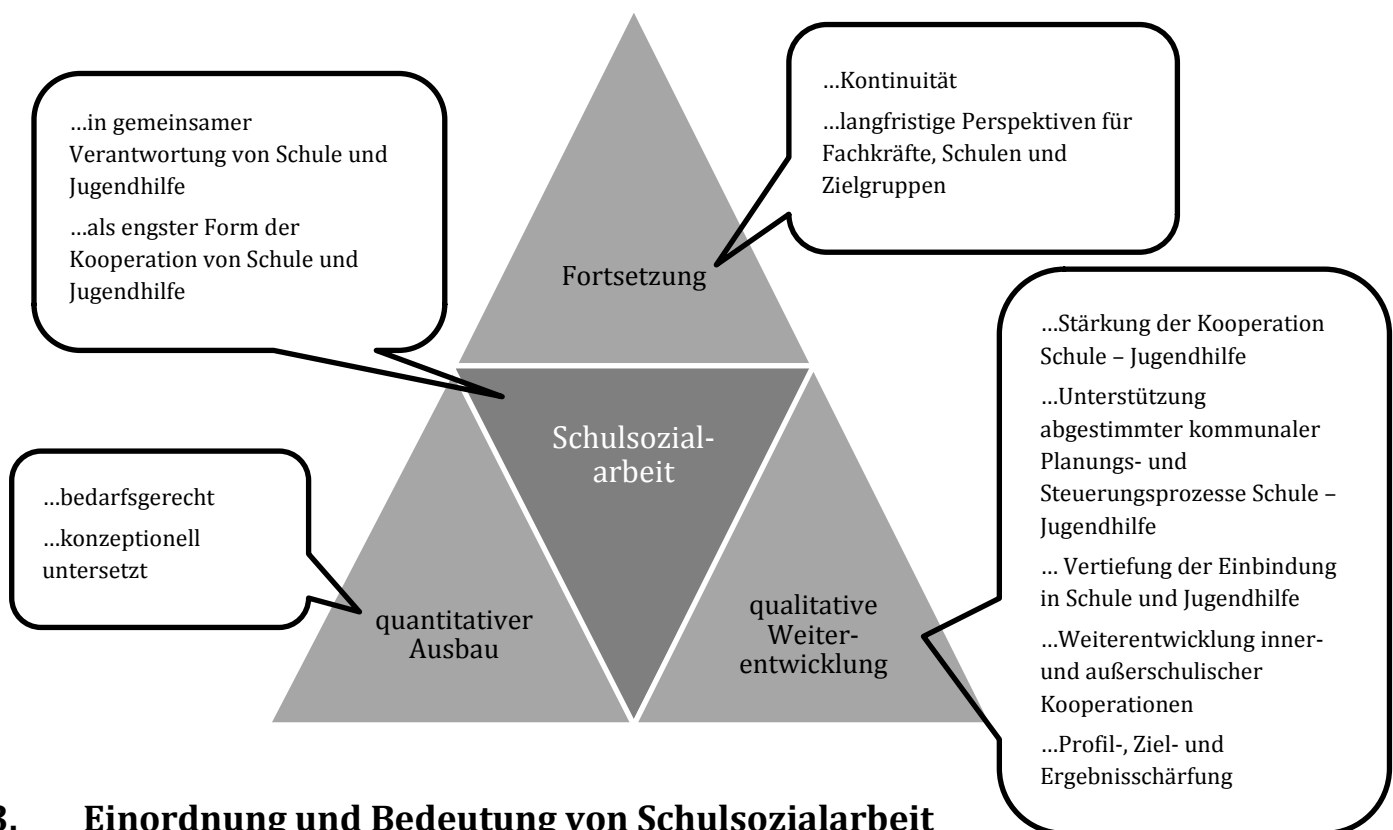 …in gemeinsamer
Verantwortung von Schule und
Jugendhilfe
…als engster Form der
Kooperation von Schule und
Jugendhilfe
…Kontinuität
…langfristige Perspektiven für
Fachkräfte, Schulen und
Zielgruppen
Fortsetzung
Schulsozial-
arbeit
…bedarfsgerecht
…konzeptionell
untersetzt
quantitativer
Ausbau
qualitative
Weiter-
entwicklung
…Stärkung der Kooperation
Schule – Jugendhilfe
…Unterstützung
abgestimmter kommunaler
Planungs- und
Steuerungsprozesse Schule –
Jugendhilfe
… Vertiefung der Einbindung
in Schule und Jugendhilfe
…Weiterentwicklung inner-
und außerschulischer
Kooperationen
…Profil-, Ziel- und
Ergebnisschärfung
3. Einordnung und Bedeutung von Schulsozialarbeit